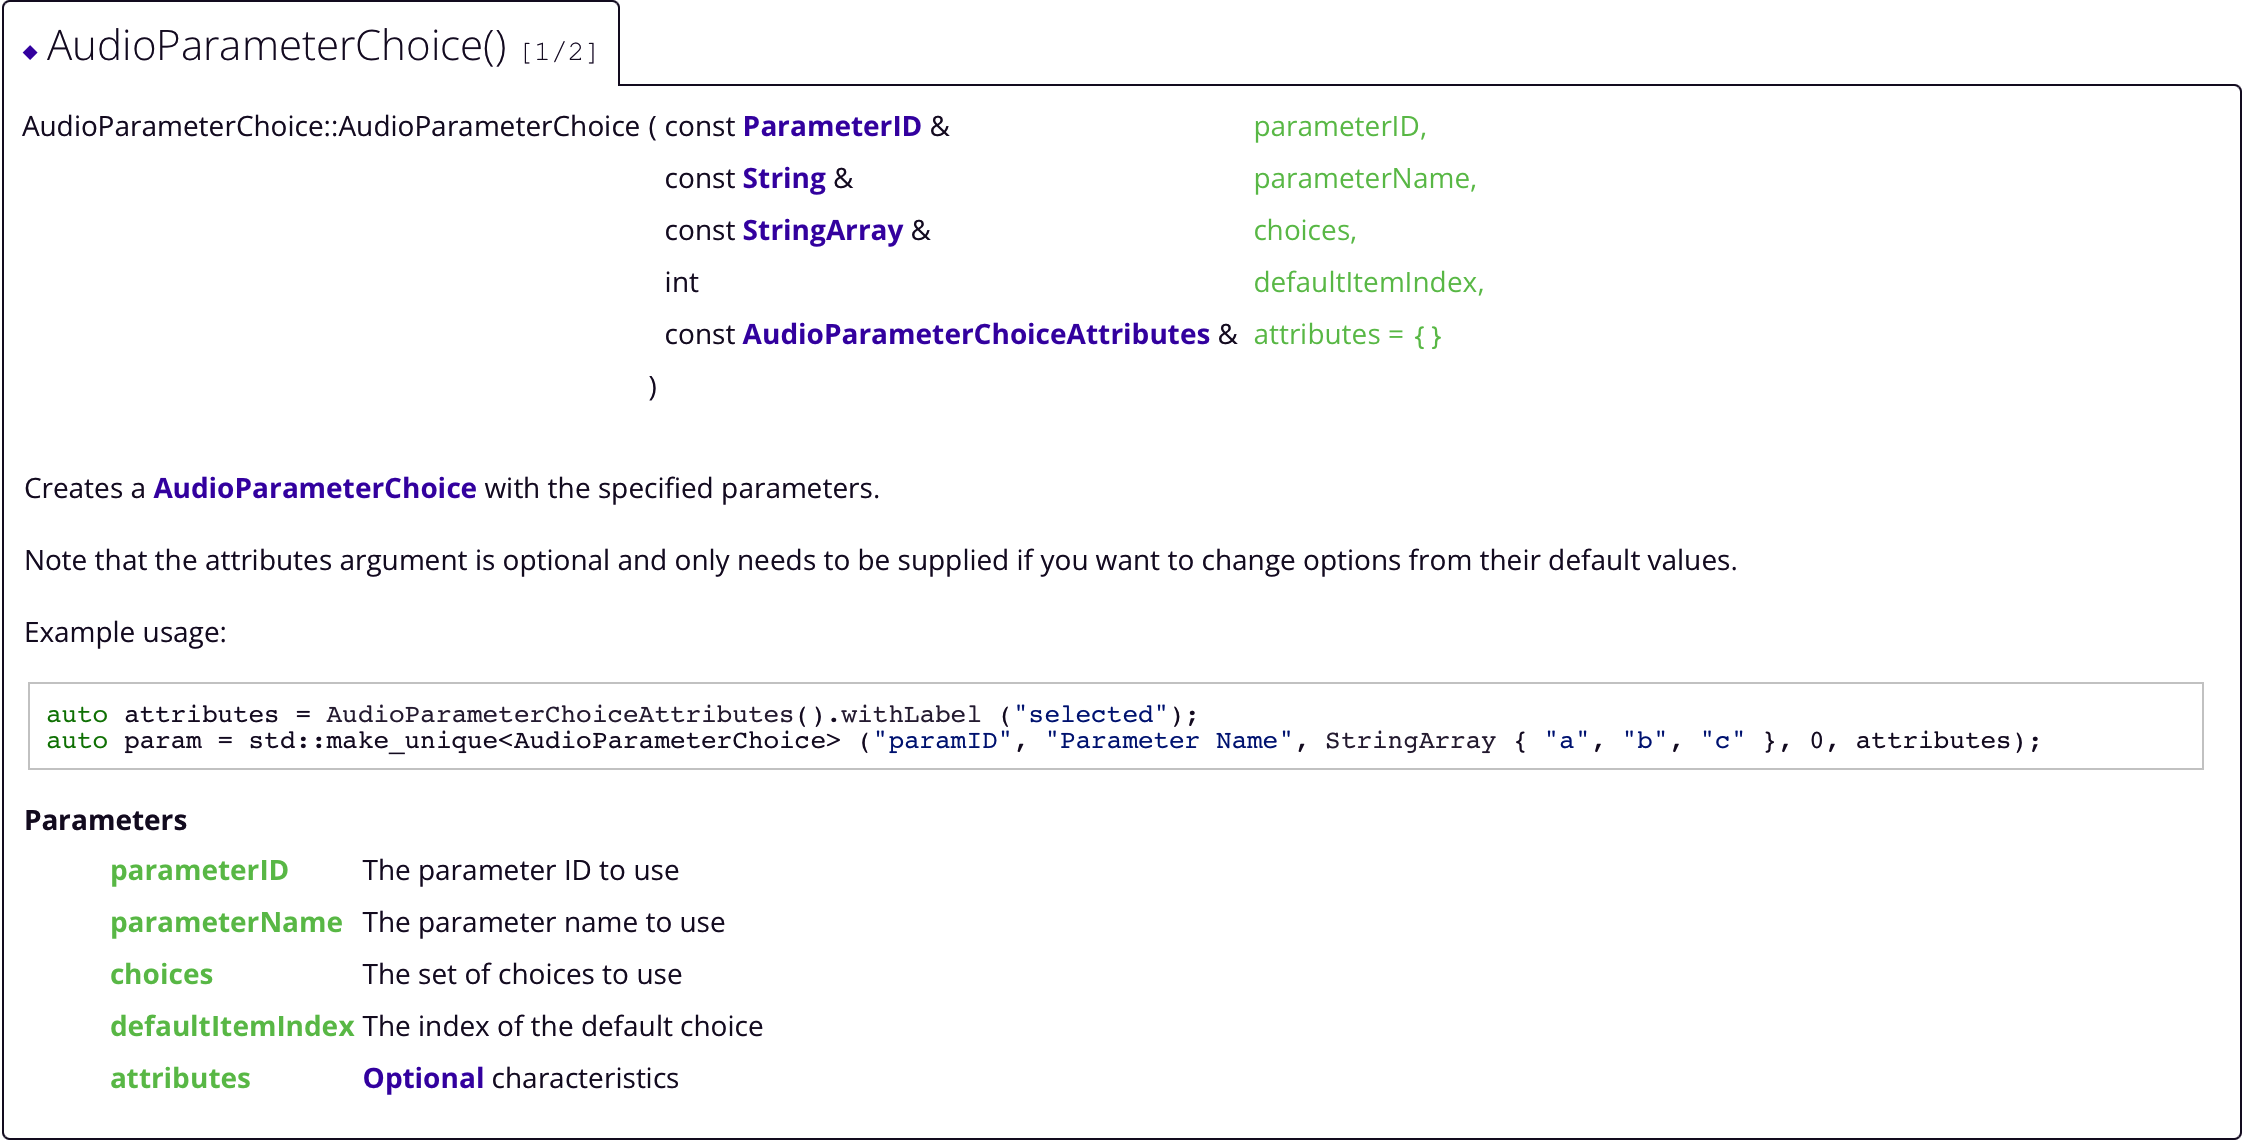 ◆ AudioParameterChoice() [1/2]
AudioParameterChoice::AudioParameterChoice ( const ParameterID & parameterID,
const String & parameterName,
const StringArray & choices,
int defaultItemIndex,
const AudioParameterChoiceAttributes & attributes = {}
)
Creates a AudioParameterChoice with the specified parameters.
Note that the attributes argument is optional and only needs to be supplied if you want to change options from their default values.
Example usage:
auto attributes = AudioParameterChoiceAttributes().withLabel ("selected");
auto param = std::make_unique<AudioParameterChoice> ("paramID", "Parameter Name", StringArray { "a", "b", "c" }, 0, attributes);
Parameters
parameterID The parameter ID to use
parameterName The parameter name to use
choices The set of choices to use
defaultItemIndex The index of the default choice
attributes Optional characteristics